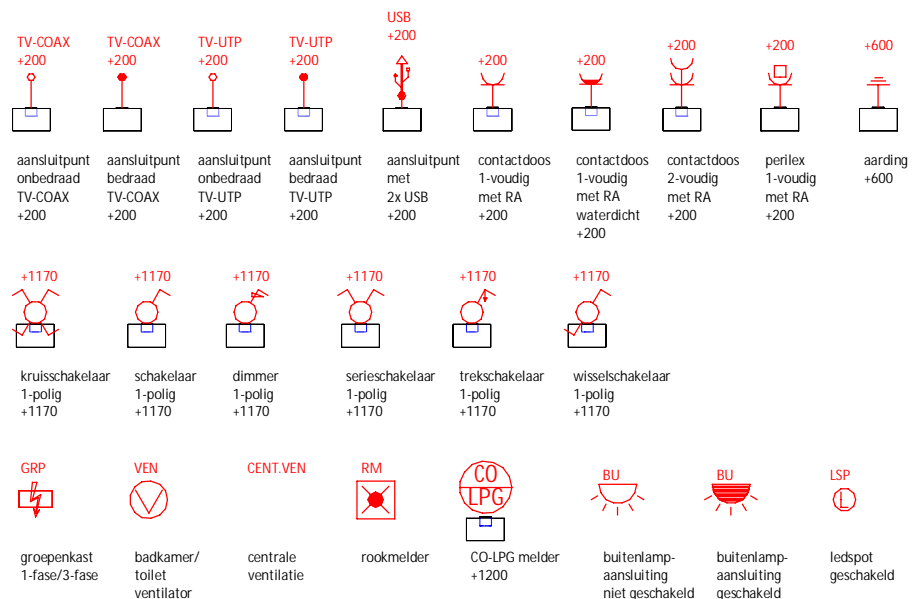 USB
TV-COAX TV-COAX TV-UTP TV-UTP +200 +600
+200 +200 +200 +200 +200 +200 +200 +200
aansluitpunt aansluitpunt aansluitpunt aansluitpunt aansluitpunt contactdoos contactdoos contactdoos perilex aarding
onbedraad bedraad onbedraad bedraad met 1-voudig 1-voudig 2-voudig 1-voudig +600
TV-COAX TV-COAX TV-UTP TV-UTP 2x USB met RA met RA met RA met RA
+200 +200 +200 +200 +200 +200 waterdicht +200 +200
+200
+1170 +1170 +1170 +1170 +1170 +1170
kruisschakelaar schakelaar dimmer serieschakelaar trekschakelaar wisselschakelaar
1-polig 1-polig 1-polig 1-polig 1-polig 1-polig
+1170 +1170 +1170 +1170 +1170 +1170
GRP VEN CENT.VEN RM CO BU BU LSP
LPG L
groepenkast badkamer/ centrale rookmelder CO-LPG melder buitenlamp- buitenlamp- ledspot
1-fase/3-fase toilet ventilatie +1200 aansluiting aansluiting geschakeld
ventilator niet geschakeld geschakeld